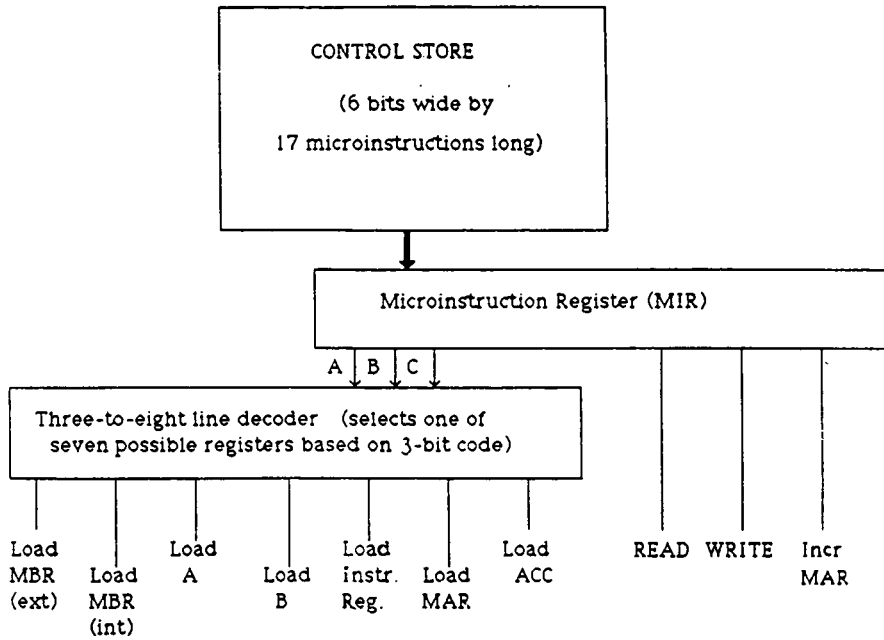 CONTROL STORE
(6 bits wide by
17 microinstructions long)
Microinstruction Register (MIR)
A B C
Three-to-eight line decoder (selects one of
seven possible registers based on 3-bit code)
Load MBR (ext)
Load MBR (int)
Load A
Load B
Load instr. Reg.
Load MAR
Load ACC
READ
WRITE
Incr MAR